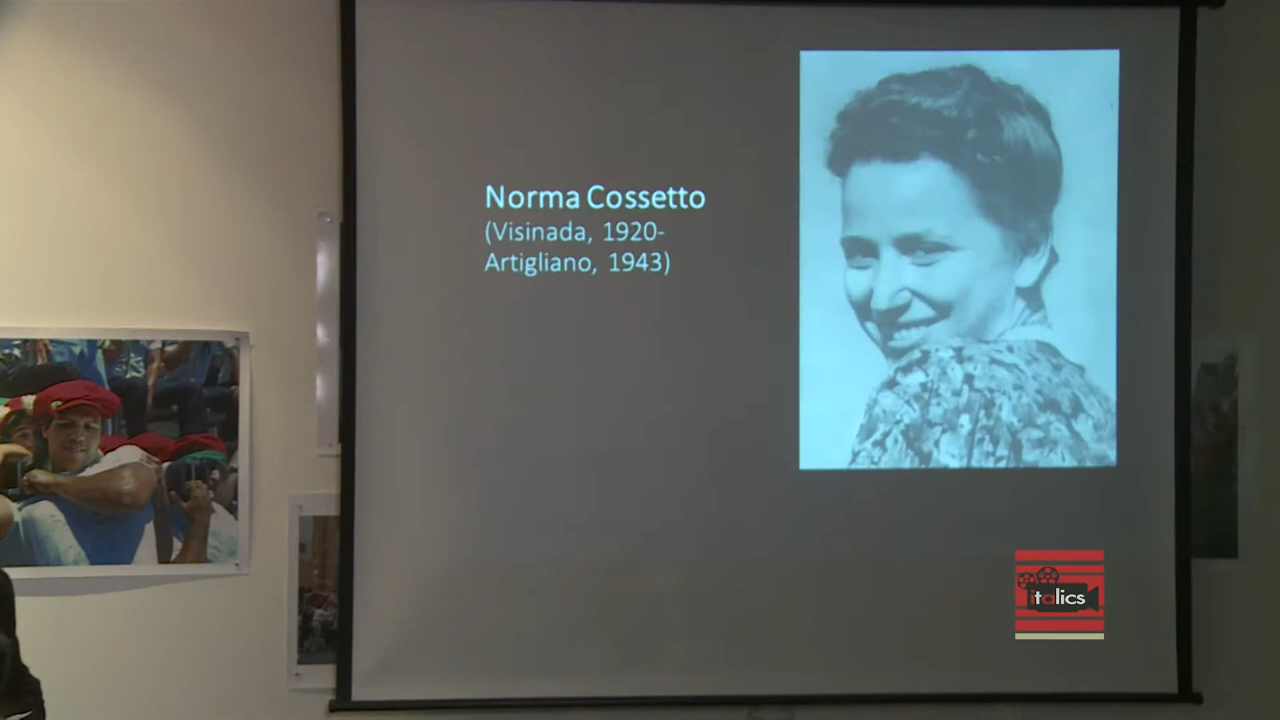 Norma Cossetto
(Visinada, 1920-
Artigliano, 1943)
italics